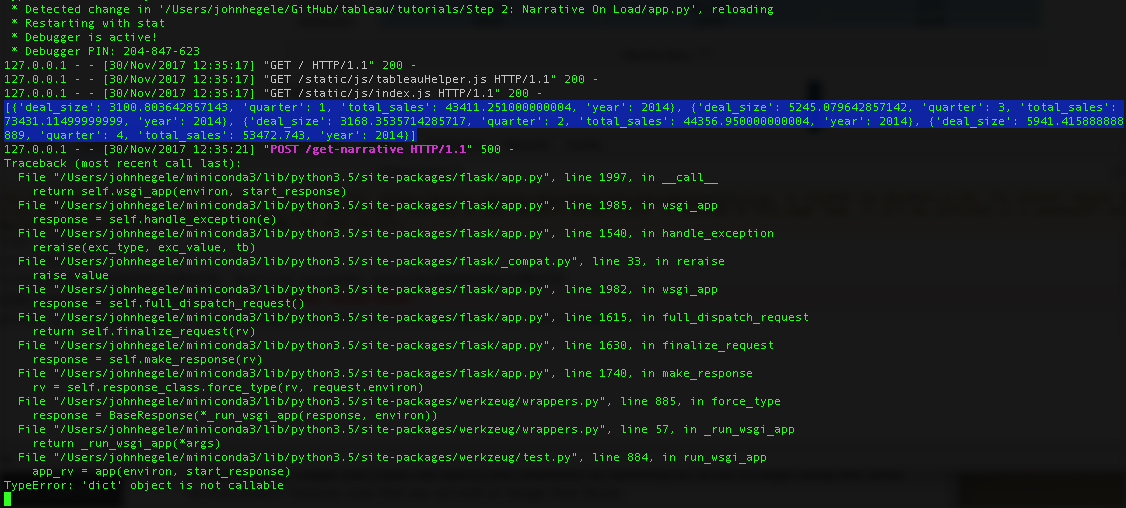 * Detected change in '/Users/johnhegele/GitHub/tableau/tutorials/Step 2: Narrative On Load/app.py', reloading
* Restarting with stat
* Debugger is active!
* Debugger PIN: 204-847-623
127.0.0.1 - - [30/Nov/2017 12:35:17] "GET / HTTP/1.1" 200 -
127.0.0.1 - - [30/Nov/2017 12:35:17] "GET /static/js/tableauHelper.js HTTP/1.1" 200 -
127.0.0.1 - - [30/Nov/2017 12:35:17] "GET /static/js/index.js HTTP/1.1" 200 -
[{'deal_size': 3100.803642857143, 'quarter': 1, 'total_sales': 43411.251000000004, 'year': 2014}, {'deal_size': 5245.079642857142, 'quarter': 3, 'total_sales':
73431.11499999999, 'year': 2014}, {'deal_size': 3168.3535714285717, 'quarter': 2, 'total_sales': 44356.950000000004, 'year': 2014}, {'deal_size': 5941.415888888
889, 'quarter': 4, 'total_sales': 53472.743, 'year': 2014}]
127.0.0.1 - - [30/Nov/2017 12:35:21] "POST /get-narrative HTTP/1.1" 500 -
Traceback (most recent call last):
File "/Users/johnhegele/miniconda3/lib/python3.5/site-packages/flask/app.py", line 1997, in __call__
return self.wsgi_app(environ, start_response)
File "/Users/johnhegele/miniconda3/lib/python3.5/site-packages/flask/app.py", line 1985, in wsgi_app
response = self.handle_exception(e)
File "/Users/johnhegele/miniconda3/lib/python3.5/site-packages/flask/app.py", line 1540, in handle_exception
reraise(exc_type, exc_value, tb)
File "/Users/johnhegele/miniconda3/lib/python3.5/site-packages/flask/_compat.py", line 33, in reraise
raise value
File "/Users/johnhegele/miniconda3/lib/python3.5/site-packages/flask/app.py", line 1982, in wsgi_app
response = self.full_dispatch_request()
File "/Users/johnhegele/miniconda3/lib/python3.5/site-packages/flask/app.py", line 1615, in full_dispatch_request
return self.finalize_request(rv)
File "/Users/johnhegele/miniconda3/lib/python3.5/site-packages/flask/app.py", line 1630, in finalize_request
response = self.make_response(rv)
File "/Users/johnhegele/miniconda3/lib/python3.5/site-packages/flask/app.py", line 1740, in make_response
rv = self.response_class.force_type(rv, request.environ)
File "/Users/johnhegele/miniconda3/lib/python3.5/site-packages/werkzeug/wrappers.py", line 885, in force_type
response = BaseResponse(*_run_wsgi_app(response, environ))
File "/Users/johnhegele/miniconda3/lib/python3.5/site-packages/werkzeug/wrappers.py", line 57, in _run_wsgi_app
return _run_wsgi_app(*args)
File "/Users/johnhegele/miniconda3/lib/python3.5/site-packages/werkzeug/test.py", line 884, in run_wsgi_app
app_rv = app(environ, start_response)
TypeError: 'dict' object is not callable